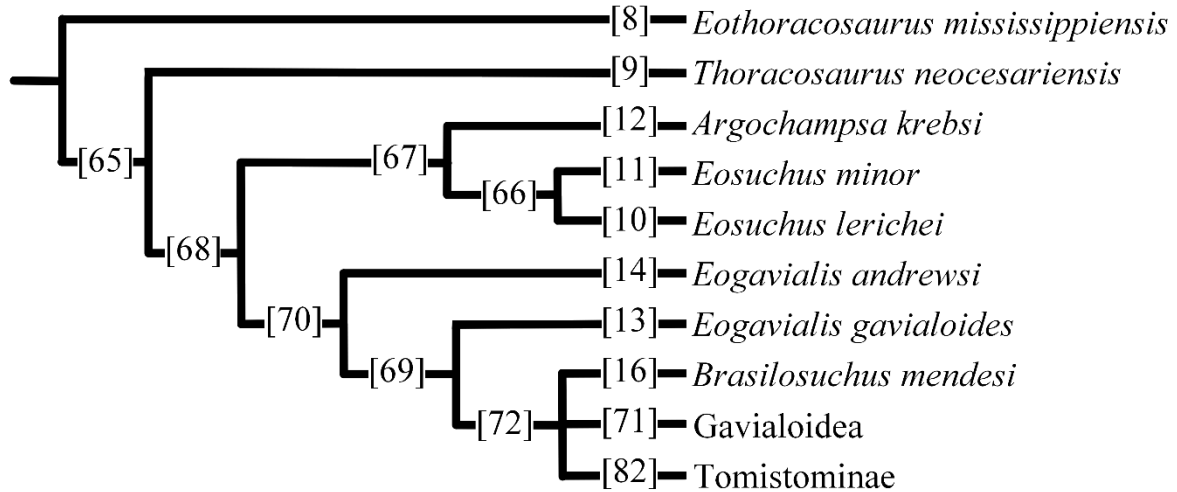 [8] Eothoracosaurus mississippiensis
[9] Thoracosaurus neocesariensis
[12] Argochampsa krebsi
[67]
[65]
[11] Eosuchus minor
[66]
[10] Eosuchus lerichei
[68]
[14] Eogavialis andrewsi
[70]
[13] Eogavialis gavialoides
[69]
[16] Brasilosuchus mendesi
[72]
[71] Gavialoidea
[82] Tomistominae